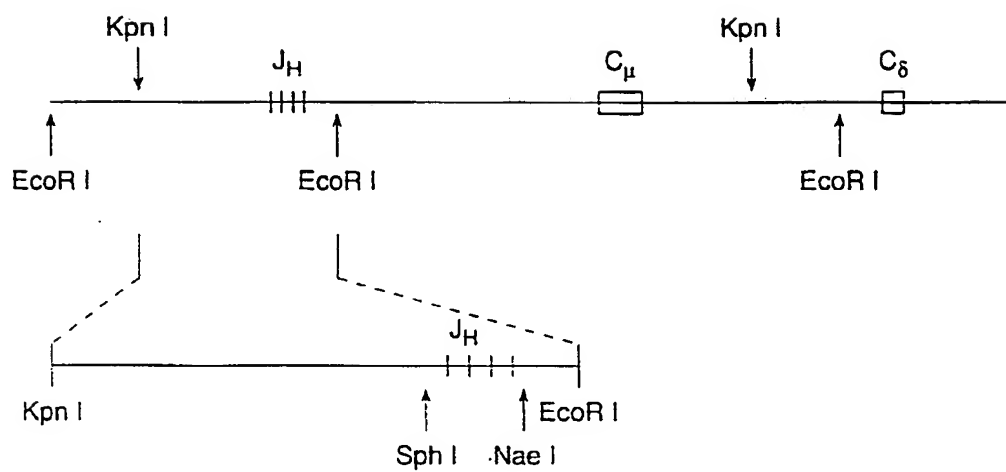 Kpn I
Kpn I
J_H
C_μ
C_δ
EcoR I
EcoR I
EcoR I
J_H
Kpn I
EcoR I
Sph I
Nae I